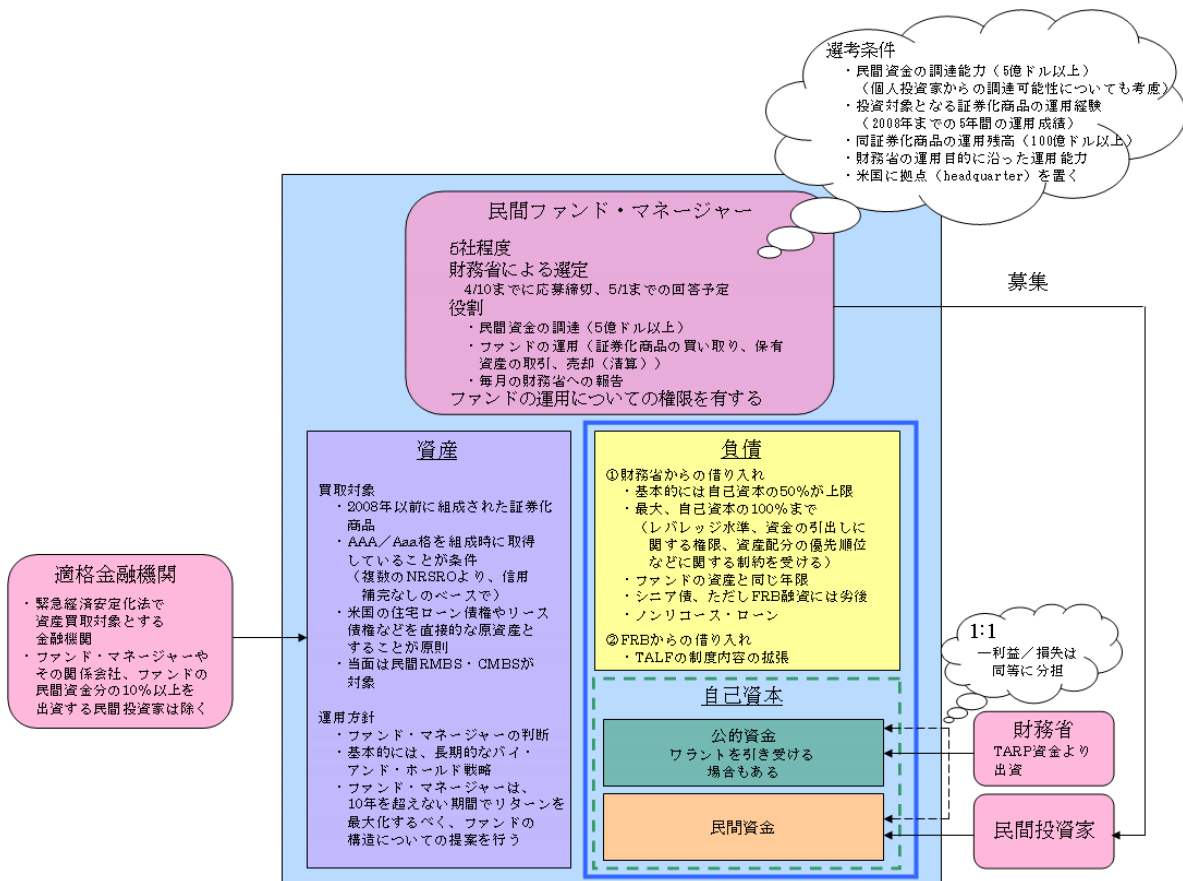 選考条件
・民間資金の調達能力（5億ドル以上）
（個人投資家からの調達可能性についても考慮）
・投資対象となる証券化商品の運用経験
（2008年までの5年間の運用成績）
・同証券化商品の運用残高（100億ドル以上）
・財務省の運用目的に沿った運用能力
・米国に拠点（headquarter）を置く
民間ファンド・マネージャー
5社程度
財務省による選定
4/10までに応募締切、5/1までの回答予定
役割
・民間資金の調達（5億ドル以上）
・ファンドの運用（証券化商品の買い取り、保有
資産の取引、売却（清算））
・毎月の財務省への報告
ファンドの運用についての権限を有する
募集
資産
買取対象
・2008年以前に組成された証券化
商品
・AAA／Aaa格を組成時に取得
していることが条件
（複数のNRSROより、信用
補完なしのベースで）
・米国の住宅ローン債権やリース
債権などを直接的な原資産と
することが原則
・当面は民間RMBS・CMBSが
対象
運用方針
・ファンド・マネージャーの判断
・基本的には、長期的なバイ・
アンド・ホールド戦略
・ファンド・マネージャーは、
10年を超えない期間でリターンを
最大化するべく、ファンドの
構造についての提案を行う
負債
①財務省からの借り入れ
・基本的には自己資本の50％が上限
・最大、自己資本の100％まで
（レバレッジ水準、資金の引出しに
関する権限、資産配分の優先順位
などに関する制約を受ける）
・ファンドの資産と同じ年限
・シニア債、ただしFRB融資には劣後
・ノンリコース・ローン
②FRBからの借り入れ
・TALFの制度内容の拡張
自己資本
公的資金
ワラントを引き受ける
場合もある
民間資金
適格金融機関
・緊急経済安定化法で
資産買取対象とする
金融機関
・ファンド・マネージャーや
その関係会社、ファンドの
民間資金分の10％以上を
出資する民間投資家は除く
1:1
―利益／損失は
同等に分担
財務省
TARP資金より
出資
民間投資家